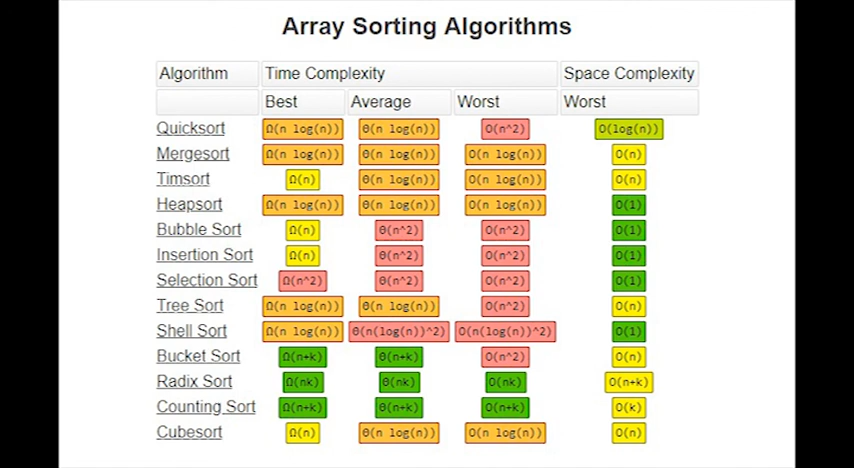 Array Sorting Algorithms
Algorithm Time Complexity Space Complexity
Best Average Worst Worst
Quicksort Ω(n log(n)) Θ(n log(n)) O(n^2) O(log(n))
Mergesort Ω(n log(n)) Θ(n log(n)) O(n log(n)) O(n)
Timsort Ω(n) Θ(n log(n)) O(n log(n)) O(n)
Heapsort Ω(n log(n)) Θ(n log(n)) O(n log(n)) O(1)
Bubble Sort Ω(n) Θ(n^2) O(n^2) O(1)
Insertion Sort Ω(n) Θ(n^2) O(n^2) O(1)
Selection Sort Ω(n^2) Θ(n^2) O(n^2) O(1)
Tree Sort Ω(n log(n)) Θ(n log(n)) O(n^2) O(n)
Shell Sort Ω(n log(n)) Θ(n(log(n))^2) O(n(log(n))^2) O(1)
Bucket Sort Ω(n+k) Θ(n+k) O(n^2) O(n)
Radix Sort Ω(nk) Θ(nk) O(nk) O(n+k)
Counting Sort Ω(n+k) Θ(n+k) O(n+k) O(k)
Cubesort Ω(n) Θ(n log(n)) O(n log(n)) O(n)